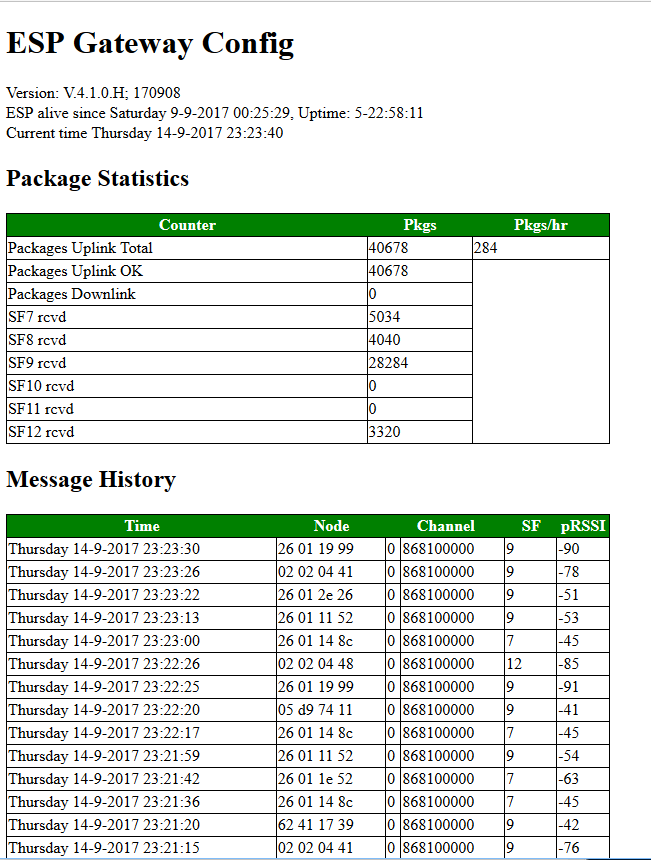 ESP Gateway Config
Version: V.4.1.0.H; 170908
ESP alive since Saturday 9-9-2017 00:25:29, Uptime: 5-22:58:11
Current time Thursday 14-9-2017 23:23:40
Package Statistics
Counter Pkgs Pkgs/hr
Packages Uplink Total 40678 284
Packages Uplink OK 40678
Packages Downlink 0
SF7 rcvd 5034
SF8 rcvd 4040
SF9 rcvd 28284
SF10 rcvd 0
SF11 rcvd 0
SF12 rcvd 3320
Message History
Time Node Channel SF pRSSI
Thursday 14-9-2017 23:23:30 26 01 19 99 0 868100000 9 -90
Thursday 14-9-2017 23:23:26 02 02 04 41 0 868100000 9 -78
Thursday 14-9-2017 23:23:22 26 01 2e 26 0 868100000 9 -51
Thursday 14-9-2017 23:23:13 26 01 11 52 0 868100000 9 -53
Thursday 14-9-2017 23:23:00 26 01 14 8c 0 868100000 7 -45
Thursday 14-9-2017 23:22:26 02 02 04 48 0 868100000 12 -85
Thursday 14-9-2017 23:22:25 26 01 19 99 0 868100000 9 -91
Thursday 14-9-2017 23:22:20 05 d9 74 11 0 868100000 9 -41
Thursday 14-9-2017 23:22:17 26 01 14 8c 0 868100000 7 -45
Thursday 14-9-2017 23:21:59 26 01 11 52 0 868100000 9 -54
Thursday 14-9-2017 23:21:42 26 01 1e 52 0 868100000 7 -63
Thursday 14-9-2017 23:21:36 26 01 14 8c 0 868100000 7 -45
Thursday 14-9-2017 23:21:20 62 41 17 39 0 868100000 9 -42
Thursday 14-9-2017 23:21:15 02 02 04 41 0 868100000 9 -76